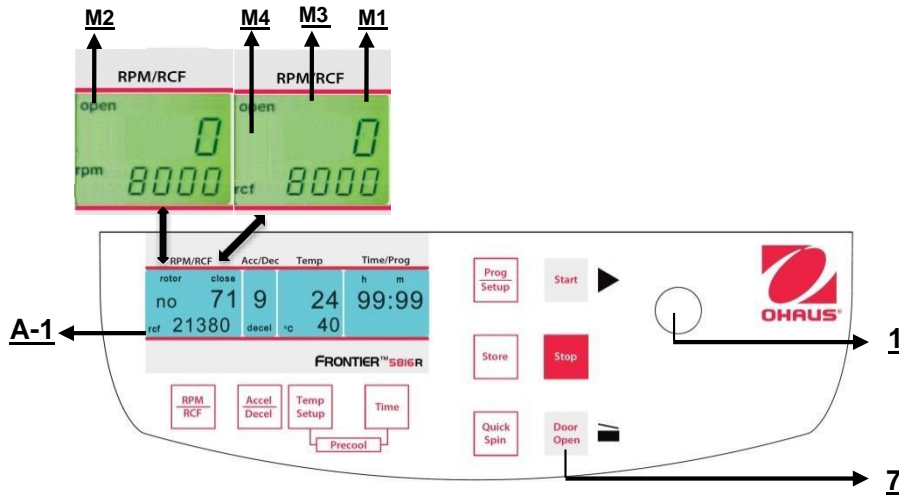 M2 M4 M3 M1
RPM/RCF RPM/RCF
open 0
rpm 8000
open 0
rcf 8000
RPM/RCF Acc/Dec Temp Time/Prog
rotor close h m
no 71 9 24 99:99
rcf 21380 decel °C 40
FRONTIER™ 5816R
A-1
RPM
RCF
Accel
Decel
Temp
Setup
Time
Precool
Prog
Setup
Start
Store
Stop
Quick
Spin
Door
Open
OHAUS®
1
7